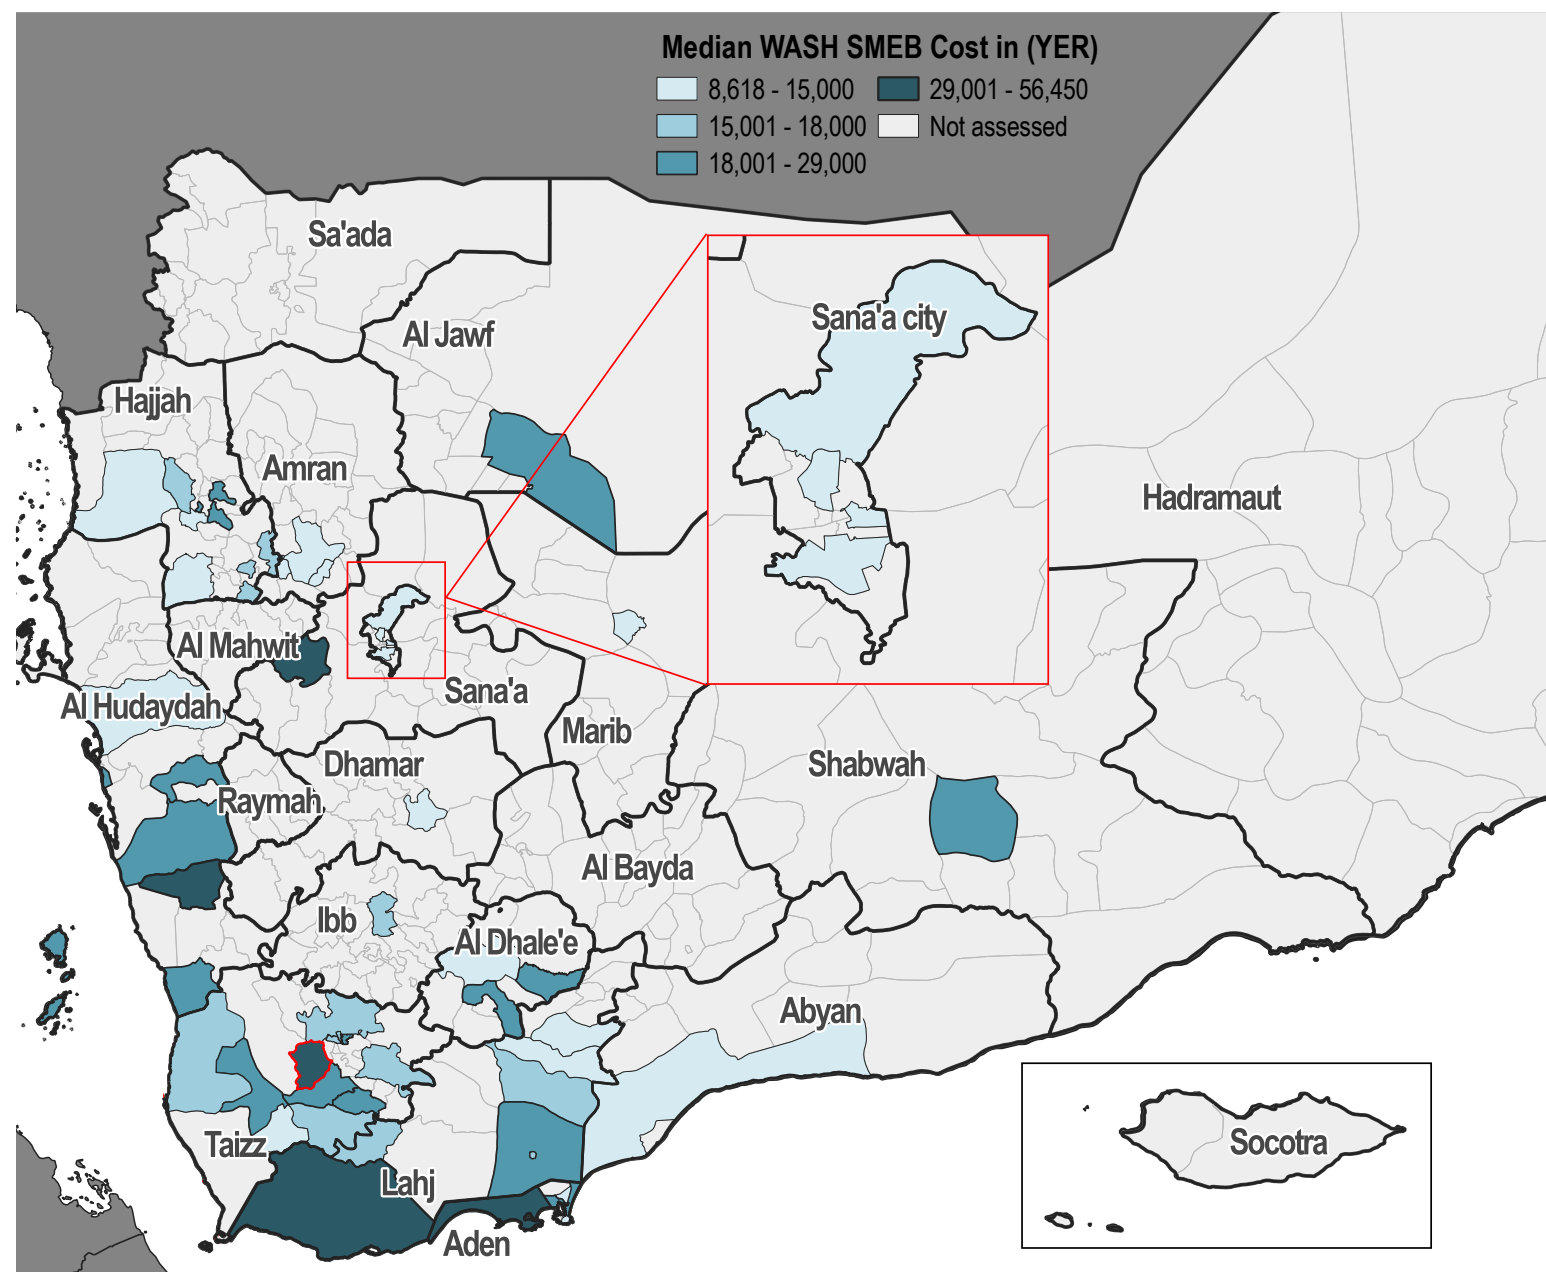 Median WASH SMEB Cost in (YER)
8,618 - 15,000
29,001 - 56,450
15,001 - 18,000
Not assessed
18,001 - 29,000
Sa'ada
Al Jawf
Sana'a city
Hajjah
Amran
Hadramaut
Al Mahwit
Sana'a
Al Hudaydah
Marib
Dhamar
Shabwah
Raymah
Al Bayda
Ibb
Al Dhale'e
Abyan
Taizz
Socotra
Lahj
Aden